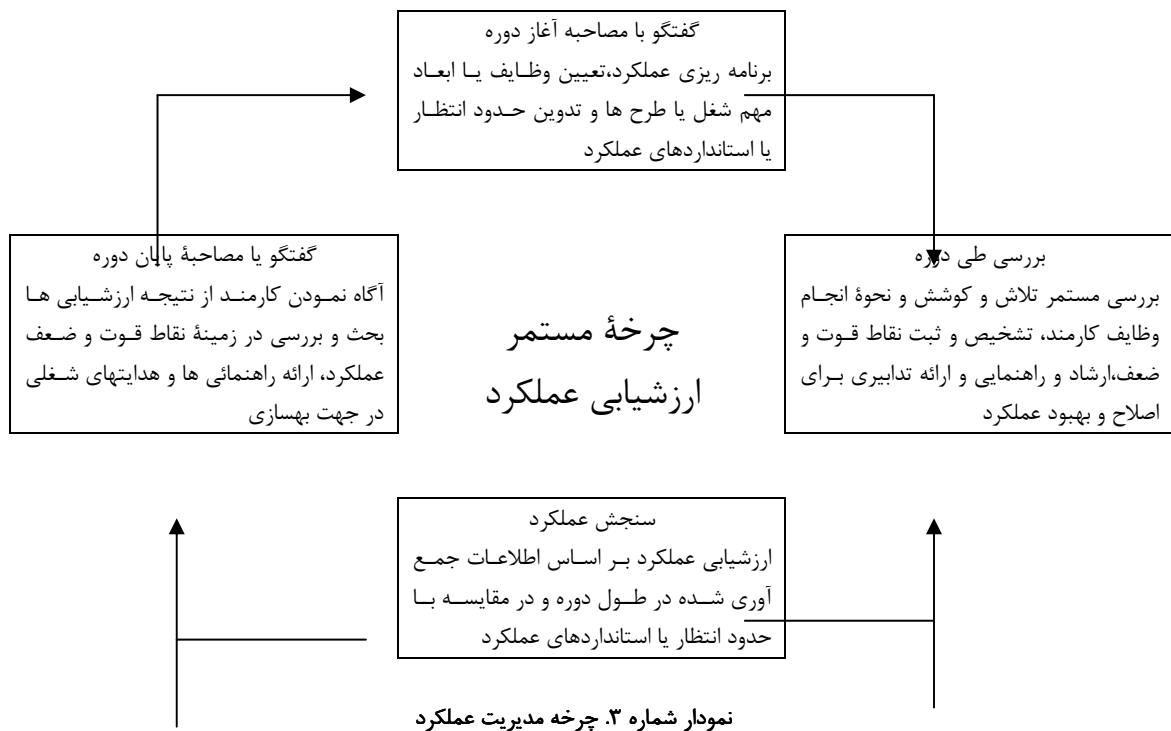 گفتگو با مصاحبه آغاز دوره
برنامه ریزی عملکرد،تعیین وظایف یا ابعاد
مهم شغل یا طرح ها و تدوین حدود انتظار
یا استانداردهای عملکرد
بررسی طی دوره
بررسی مستمر تلاش و کوشش و نحوۀ انجام
وظایف کارمند، تشخیص و ثبت نقاط قوت و
ضعف،ارشاد و راهنمایی و ارائه تدابیری برای
اصلاح و بهبود عملکرد
گفتگو یا مصاحبۀ پایان دوره
آگاه نمودن کارمند از نتیجه ارزشیابی ها
بحث و بررسی در زمینۀ نقاط قوت و ضعف
عملکرد، ارائه راهنمائی ها و هدایتهای شغلی
در جهت بهسازی
چرخۀ مستمر
ارزشیابی عملکرد
سنجش عملکرد
ارزشیابی عملکرد بر اساس اطلاعات جمع
آوری شده در طول دوره و در مقایسه با
حدود انتظار یا استانداردهای عملکرد
نمودار شماره ۳. چرخه مدیریت عملکرد